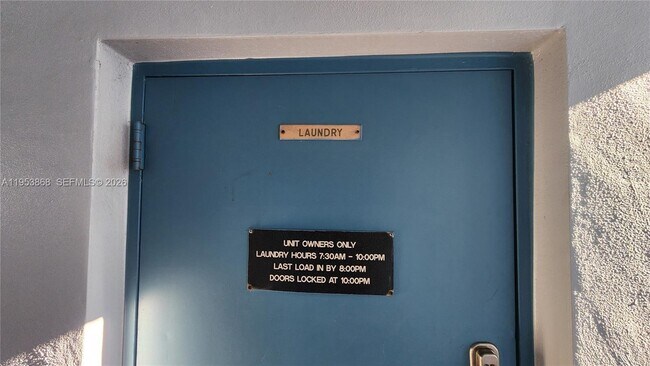 LAUNDRY
A11953868 SEFMLS© 2026
UNIT OWNERS ONLY
LAUNDRY HOURS 7:30AM - 10:00PM
LAST LOAD IN BY 8:00PM
DOORS LOCKED AT 10:00PM